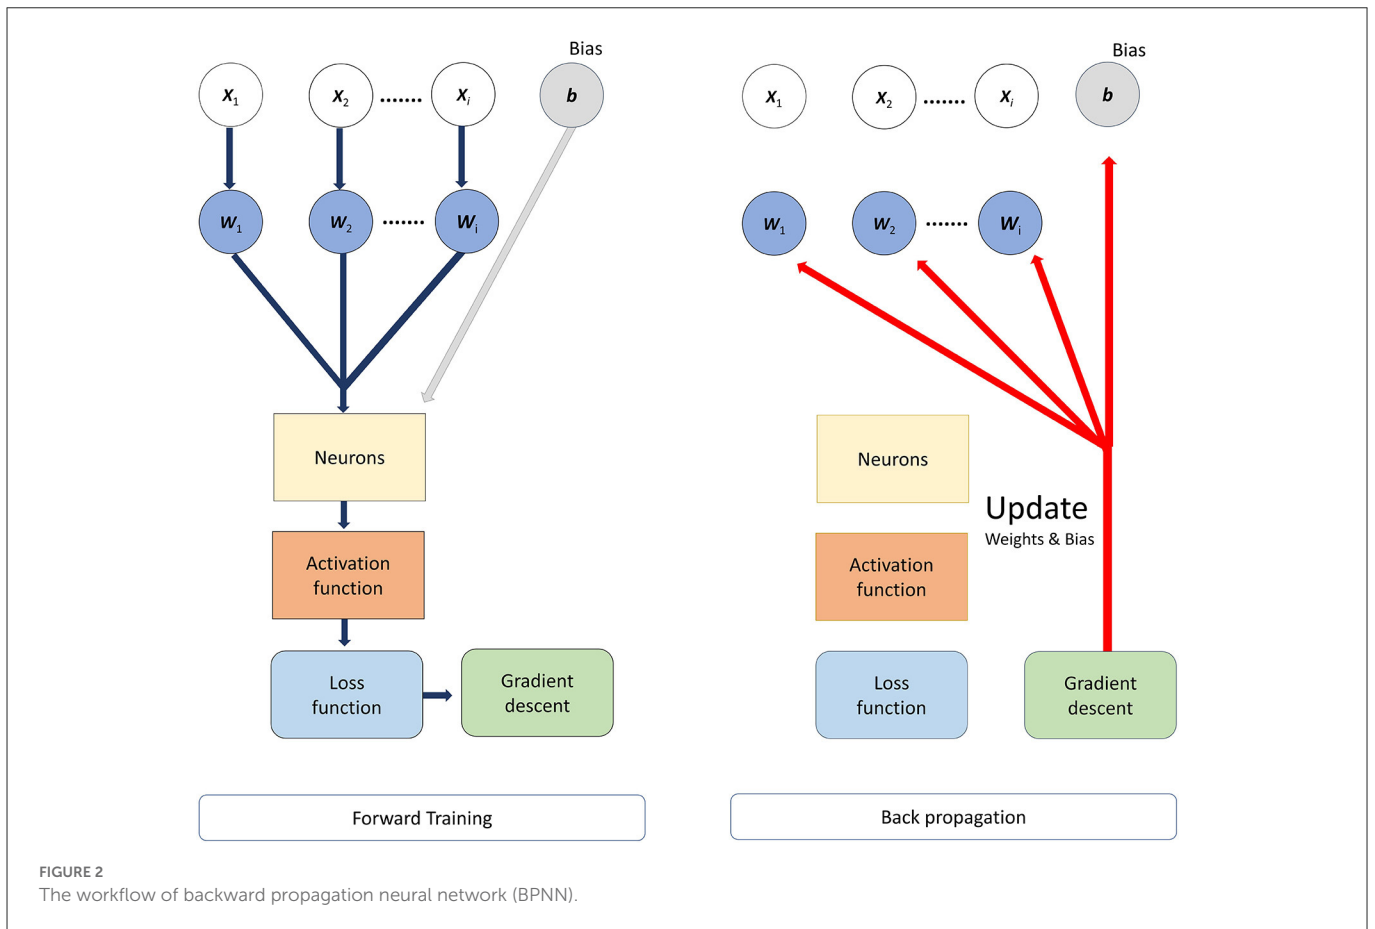 Bias
X1 X2 ....... Xi b
W1 W2 ....... Wi
Neurons
Activation
function
Loss
function
Gradient
descent
Forward Training
Bias
X1 X2 ....... Xi b
W1 W2 ....... Wi
Neurons
Update
Weights & Bias
Activation
function
Loss
function
Gradient
descent
Back propagation
FIGURE 2
The workflow of backward propagation neural network (BPNN).